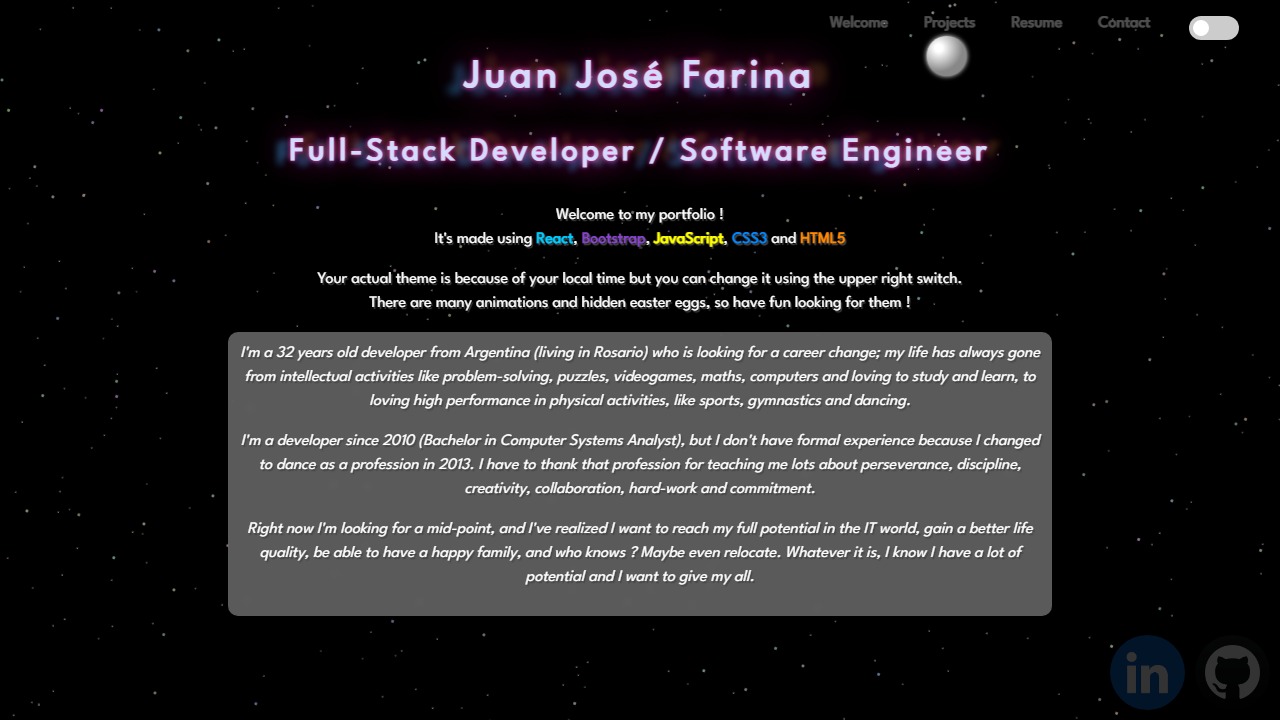 Welcome Projects Resume Contact
Juan José Farina
Full-Stack Developer / Software Engineer
Welcome to my portfolio !
It's made using React, Bootstrap, JavaScript, CSS3 and HTML5
Your actual theme is because of your local time but you can change it using the upper right switch.
There are many animations and hidden easter eggs, so have fun looking for them !
I'm a 32 years old developer from Argentina (living in Rosario) who is looking for a career change; my life has always gone
from intellectual activities like problem-solving, puzzles, videogames, maths, computers and loving to study and learn, to
loving high performance in physical activities, like sports, gymnastics and dancing.
I'm a developer since 2010 (Bachelor in Computer Systems Analyst), but I don't have formal experience because I changed
to dance as a profession in 2013. I have to thank that profession for teaching me lots about perseverance, discipline,
creativity, collaboration, hard-work and commitment.
Right now I'm looking for a mid-point, and I've realized I want to reach my full potential in the IT world, gain a better life
quality, be able to have a happy family, and who knows ? Maybe even relocate. Whatever it is, I know I have a lot of
potential and I want to give my all.
in